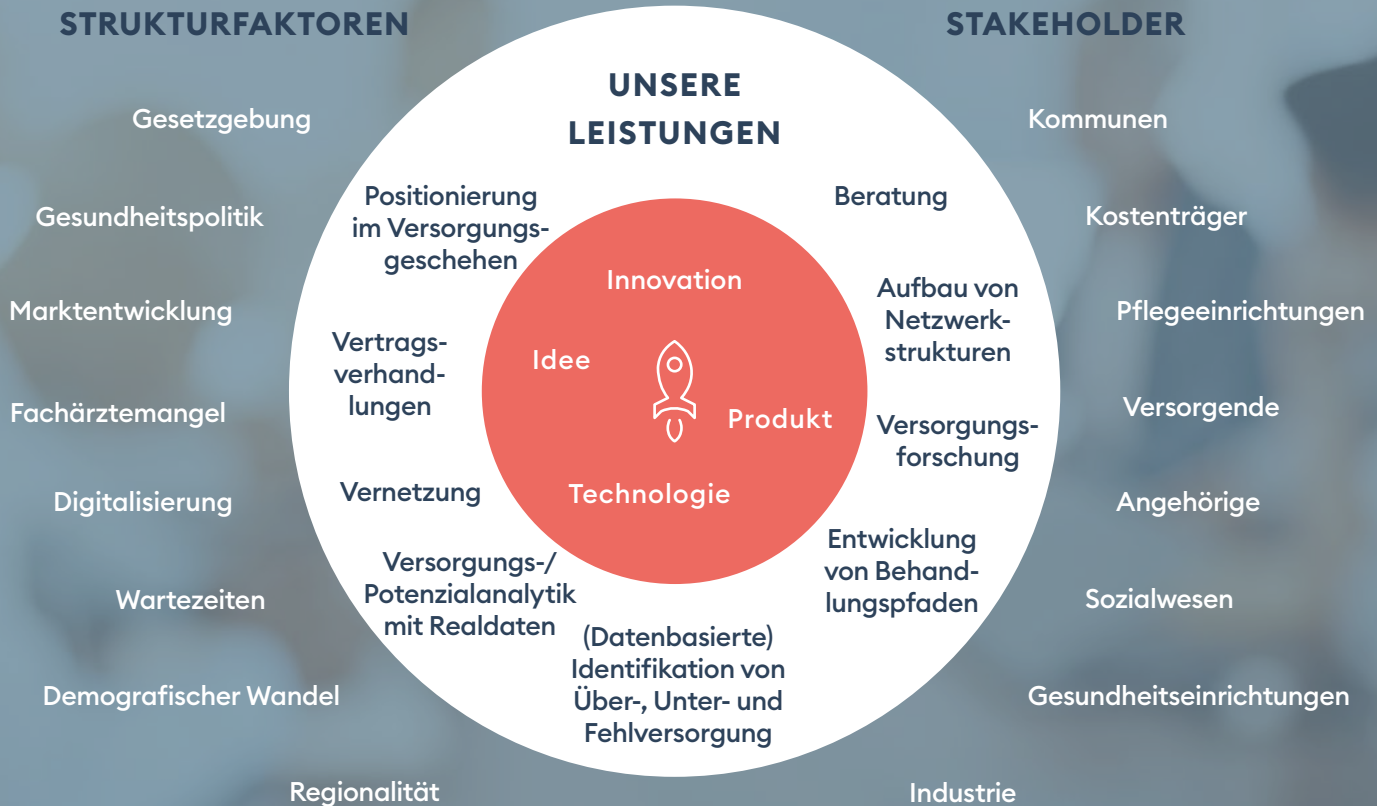 STRUKTURFAKTOREN
Gesetzgebung
Gesundheitspolitik
Marktentwicklung
Fachärztemangel
Digitalisierung
Wartezeiten
Demografischer Wandel
Regionalität
UNSERE
LEISTUNGEN
Positionierung
im Versorgungs-
geschehen
Vertrags-
verhand-
lungen
Vernetzung
Versorgungs-/
Potenzialanalytik
mit Realdaten
(Datenbasierte)
Identifikation von
Über-, Unter- und
Fehlversorgung
Beratung
Aufbau von
Netzwerk-
strukturen
Versorgungs-
forschung
Entwicklung
von Behand-
lungspfaden
Innovation
Idee
Produkt
Technologie
STAKEHOLDER
Kommunen
Kostenträger
Pflegeeinrichtungen
Versorgende
Angehörige
Sozialwesen
Gesundheitseinrichtungen
Industrie